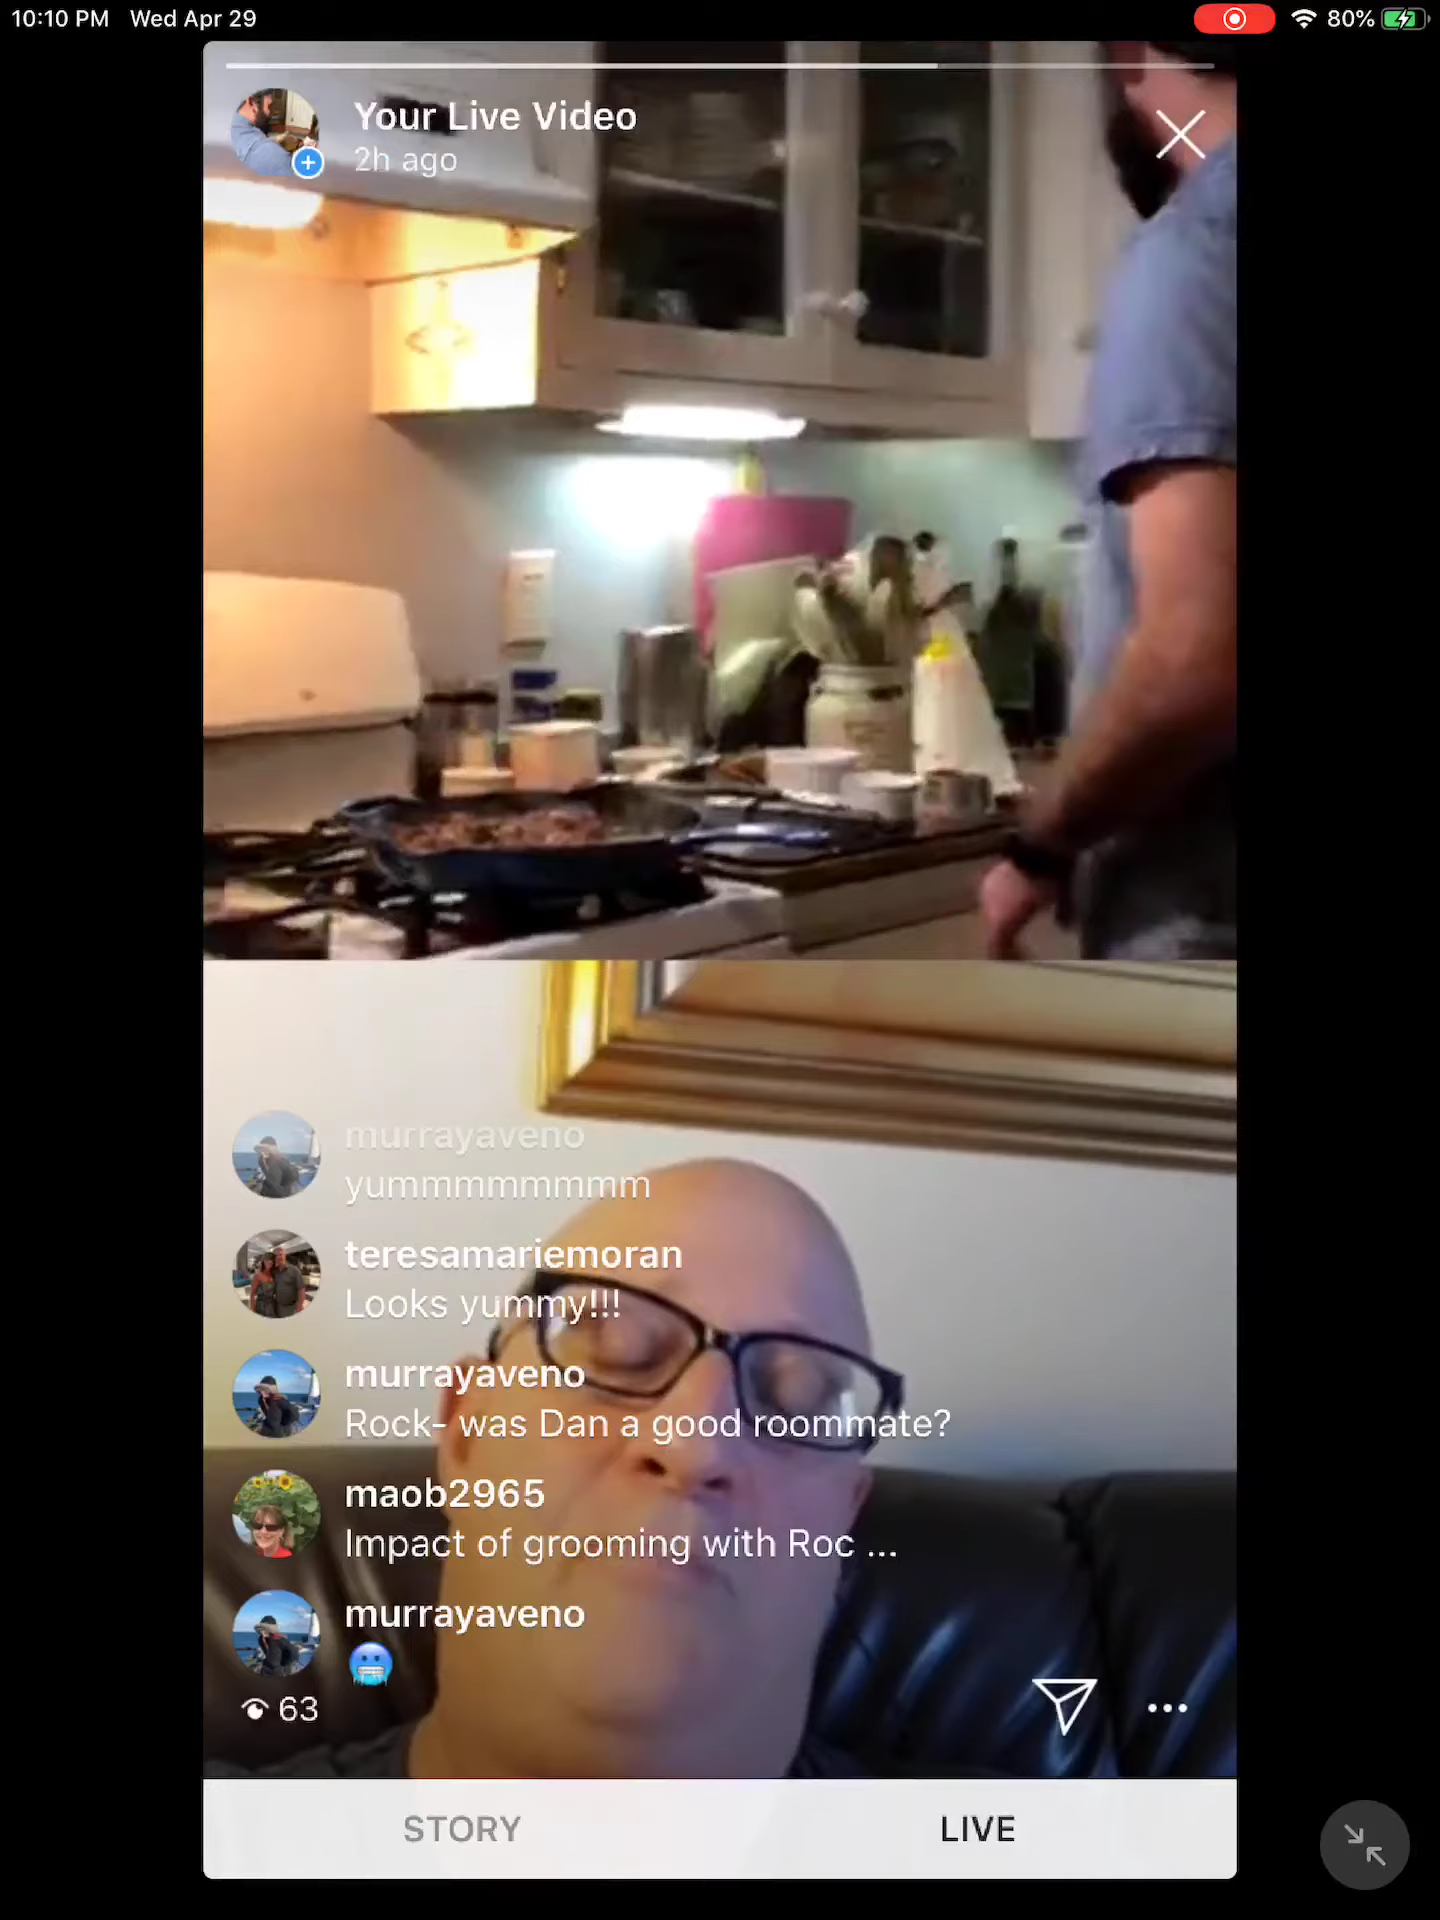 10:10 PM Wed Apr 29
80%
Your Live Video
2h ago
murrayaveno
yummmmmmmm
teresamariemoran
Looks yummy!!!
murrayaveno
Rock- was Dan a good roommate?
maob2965
Impact of grooming with Roc ...
murrayaveno
🥶
63
STORY
LIVE